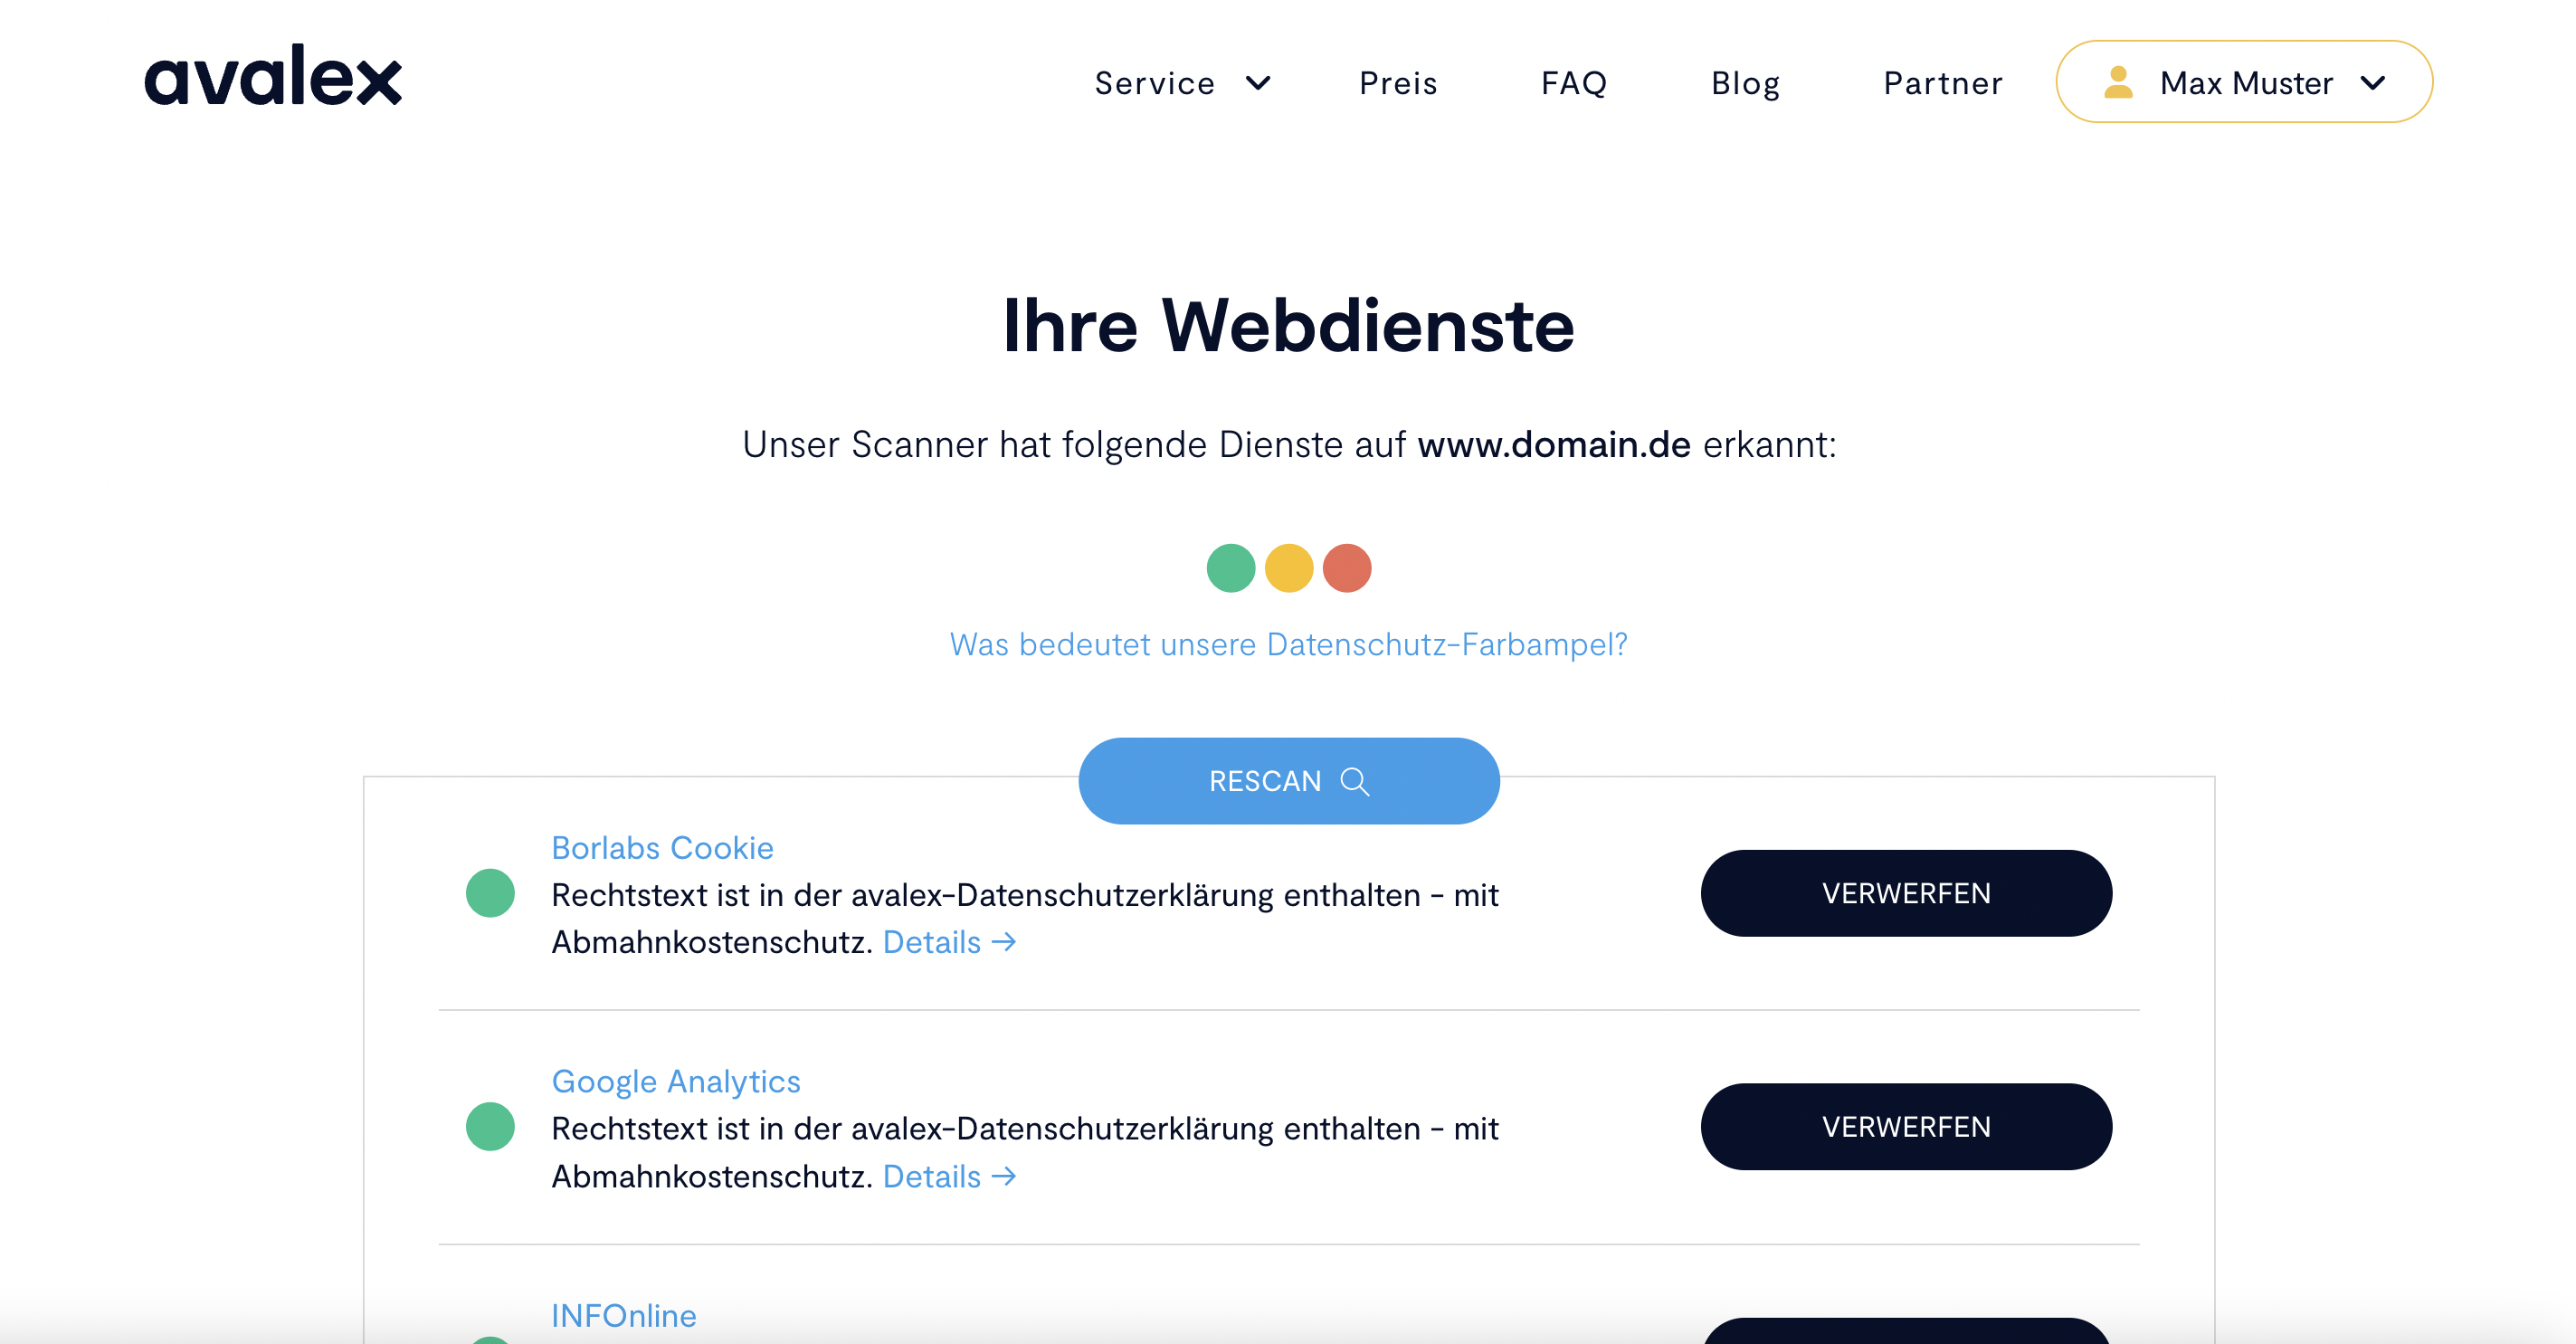 avalex
Service Preis FAQ Blog Partner Max Muster
Ihre Webdienste
Unser Scanner hat folgende Dienste auf www.domain.de erkannt:
Was bedeutet unsere Datenschutz-Farbampel?
RESCAN
Borlabs Cookie
Rechtstext ist in der avalex-Datenschutzerklärung enthalten - mit
Abmahnkostenschutz. Details →
VERWERFEN
Google Analytics
Rechtstext ist in der avalex-Datenschutzerklärung enthalten - mit
Abmahnkostenschutz. Details →
VERWERFEN
INFOnline